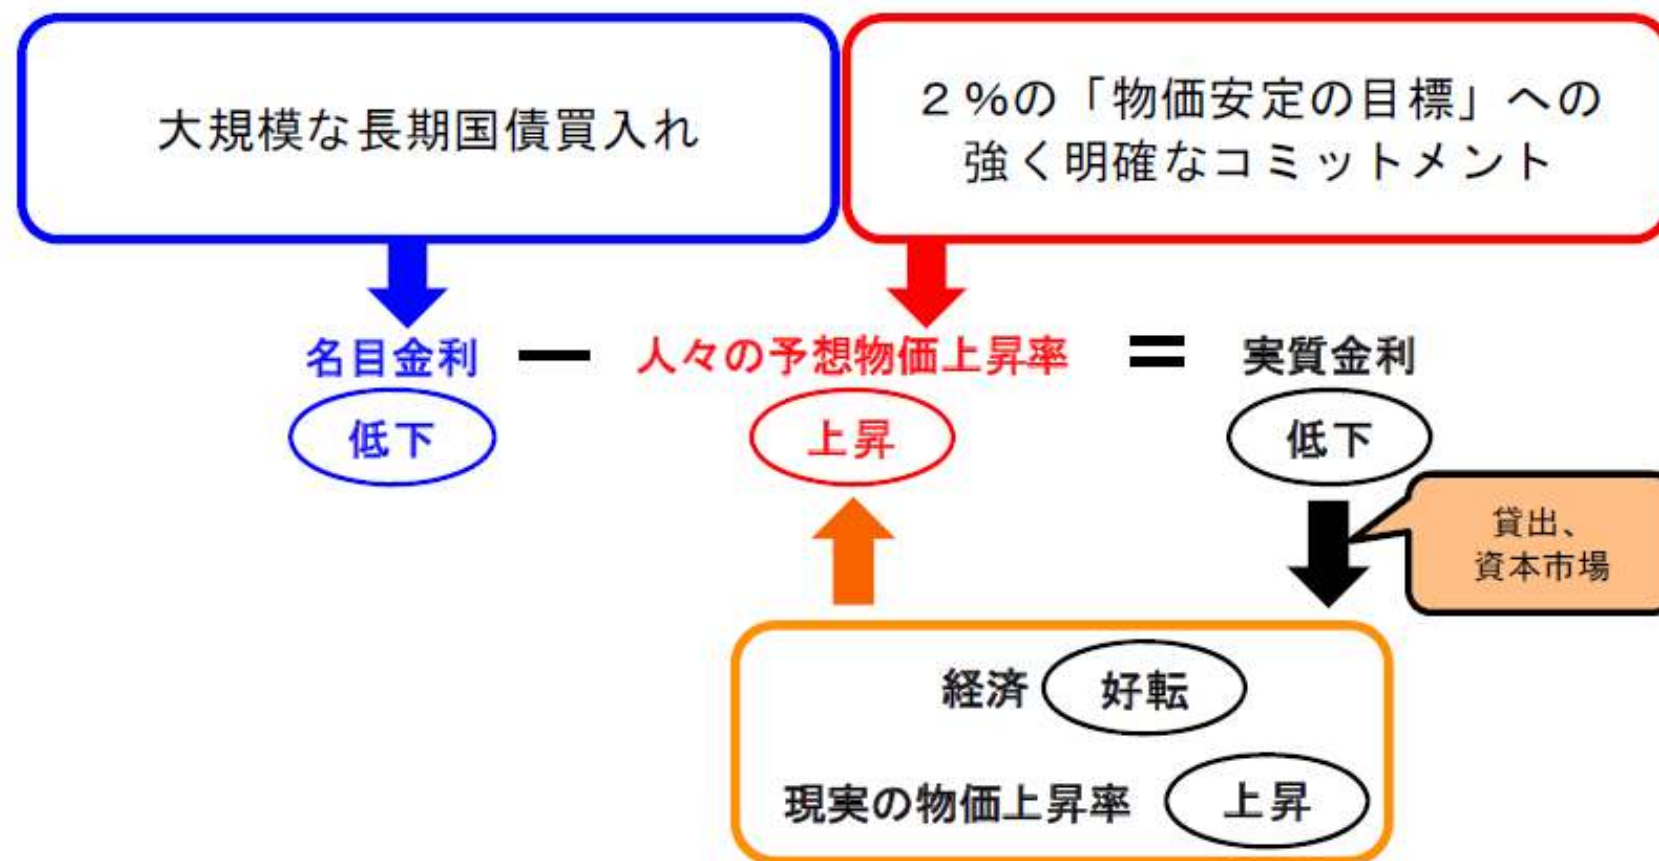 大規模な長期国債買入れ
２%の「物価安定の目標」への
強く明確なコミットメント
名目金利 － 人々の予想物価上昇率 ＝ 実質金利
低下 上昇 低下
貸出、
資本市場
経済 好転
現実の物価上昇率 上昇